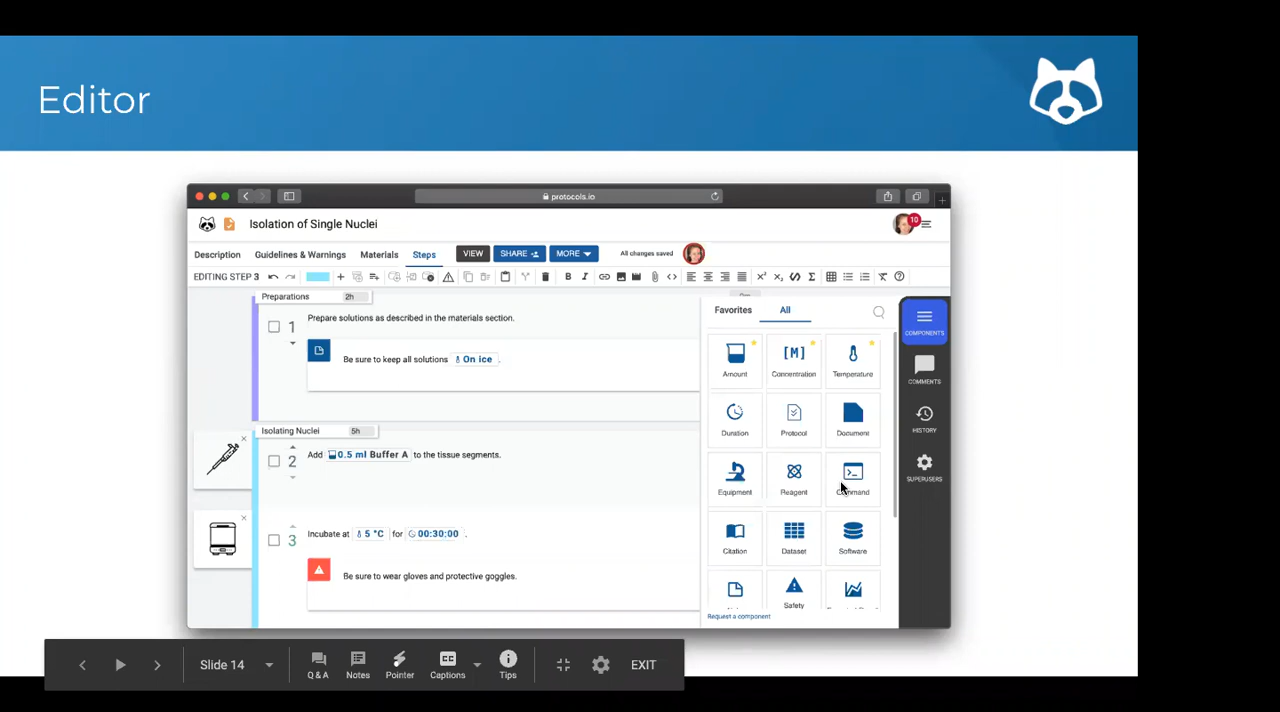 Editor
protocols.io
Isolation of Single Nuclei
10
Description Guidelines & Warnings Materials Steps VIEW SHARE MORE All changes saved
EDITING STEP 3
B I
Preparations 2h
1 Prepare solutions as described in the materials section.
Be sure to keep all solutions On ice .
Isolating Nuclei 5h
2 Add 0.5 ml Buffer A to the tissue segments.
3 Incubate at 5 °C for 00:30:00 .
Be sure to wear gloves and protective goggles.
Favorites All
Amount [M] Concentration Temperature
Duration Protocol Document
Equipment Reagent Command
Citation Dataset Software
Safety
Request a component
COMPONENTS
COMMENTS
HISTORY
SUPERUSERS
Slide 14 Q & A Notes Pointer Captions Tips EXIT